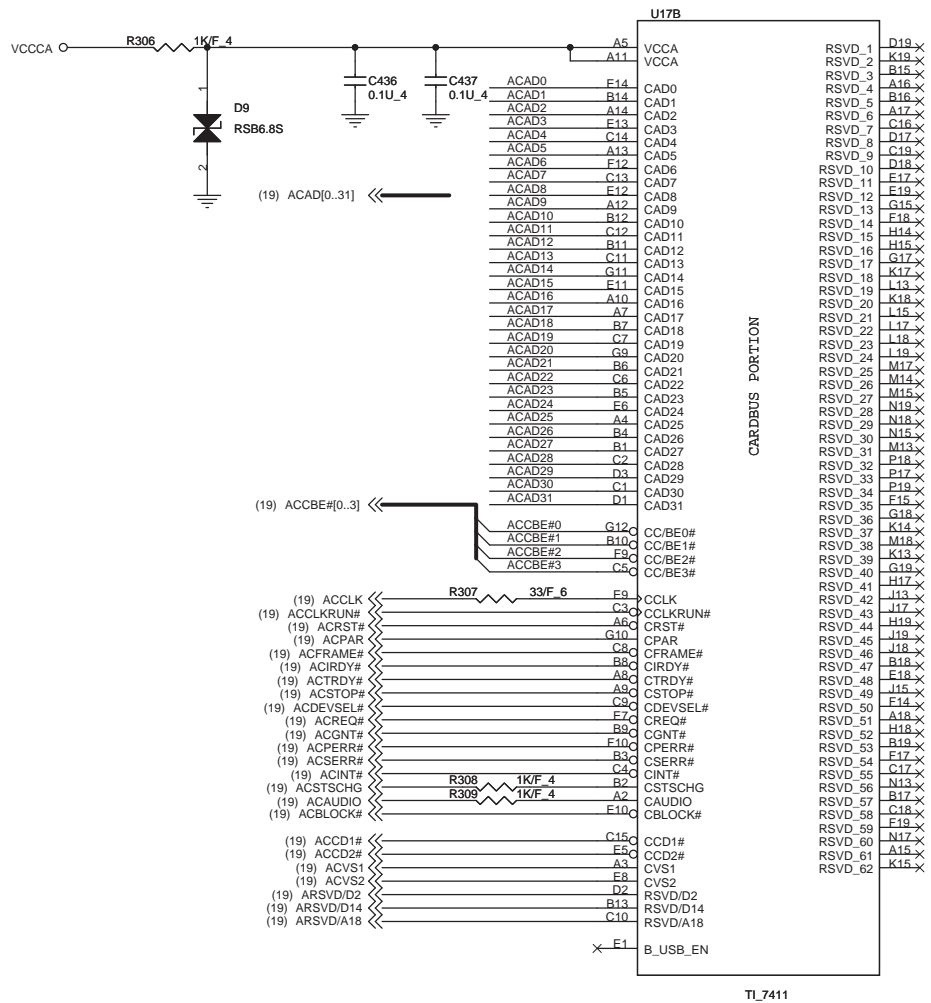 U17B
VCCCA R306 1K/F_4 A5 VCCA RSVD_1 D19
A11 VCCA RSVD_2 K19
RSVD_3 B15
ACAD0 E14 CAD0 RSVD_4 A16
ACAD1 B14 CAD1 RSVD_5 B16
ACAD2 A14 CAD2 RSVD_6 A17
ACAD3 E13 CAD3 RSVD_7 C16
ACAD4 C14 CAD4 RSVD_8 D17
ACAD5 A13 CAD5 RSVD_9 C19
ACAD6 F12 CAD6 RSVD_10 D18
ACAD7 C13 CAD7 RSVD_11 E17
ACAD8 E12 CAD8 RSVD_12 E19
ACAD9 A12 CAD9 RSVD_13 G15
ACAD10 B12 CAD10 RSVD_14 F18
ACAD11 C12 CAD11 RSVD_15 H14
ACAD12 B11 CAD12 RSVD_16 H15
ACAD13 C11 CAD13 RSVD_17 G17
ACAD14 G11 CAD14 RSVD_18 K17
ACAD15 E11 CAD15 RSVD_19 L13
ACAD16 A10 CAD16 RSVD_20 K18
ACAD17 A7 CAD17 RSVD_21 L15
ACAD18 B7 CAD18 RSVD_22 L17
ACAD19 C7 CAD19 RSVD_23 L18
ACAD20 G9 CAD20 RSVD_24 L19
ACAD21 B6 CAD21 RSVD_25 M17
ACAD22 C6 CAD22 RSVD_26 M14
ACAD23 B5 CAD23 RSVD_27 M15
ACAD24 E6 CAD24 RSVD_28 N19
ACAD25 A4 CAD25 RSVD_29 N18
ACAD26 B4 CAD26 RSVD_30 N15
ACAD27 B1 CAD27 RSVD_31 M13
ACAD28 C2 CAD28 RSVD_32 P18
ACAD29 D3 CAD29 RSVD_33 P17
ACAD30 C1 CAD30 RSVD_34 P19
ACAD31 D1 CAD31 RSVD_35 F15
RSVD_36 G18
ACCBE#0 G12 CC/BE0# RSVD_37 K14
ACCBE#1 B10 CC/BE1# RSVD_38 M18
ACCBE#2 F9 CC/BE2# RSVD_39 K13
ACCBE#3 C5 CC/BE3# RSVD_40 G19
RSVD_41 H17
(19) ACCLK R307 33/F_6 E9 CCLK RSVD_42 J13
(19) ACCLKRUN# C3 CCLKRUN# RSVD_43 J17
(19) ACRST# A6 CRST# RSVD_44 H19
(19) ACPAR G10 CPAR RSVD_45 J19
(19) ACFRAME# C8 CFRAME# RSVD_46 J18
(19) ACIRDY# B8 CIRDY# RSVD_47 B18
(19) ACTRDY# A8 CTRDY# RSVD_48 E18
(19) ACSTOP# A9 CSTOP# RSVD_49 J15
(19) ACDEVSEL# C9 CDEVSEL# RSVD_50 F14
(19) ACREQ# E7 CREQ# RSVD_51 A18
(19) ACGNT# B9 CGNT# RSVD_52 H18
(19) ACPERR# F10 CPERR# RSVD_53 B19
(19) ACSERR# B3 CSERR# RSVD_54 F17
(19) ACINT# C4 CINT# RSVD_55 C17
(19) ACSTSCHG R308 1K/F_4 B2 CSTSCHG RSVD_56 N13
(19) ACAUDIO R309 1K/F_4 A2 CAUDIO RSVD_57 B17
(19) ACBLOCK# E10 CBLOCK# RSVD_58 C18
RSVD_59 F19
(19) ACCD1# C15 CCD1# RSVD_60 N17
(19) ACCD2# E5 CCD2# RSVD_61 A15
(19) ACVS1 A3 CVS1 RSVD_62 K15
(19) ACVS2 E8 CVS2
(19) ARSVD/D2 D2 RSVD/D2
(19) ARSVD/D14 B13 RSVD/D14
(19) ARSVD/A18 C10 RSVD/A18
E1 B_USB_EN
C436
0.1U_4
C437
0.1U_4
1
D9
RSB6.8S
2
(19) ACAD[0..31]
(19) ACCBE#[0..3]
CARDBUS PORTION
TI_7411